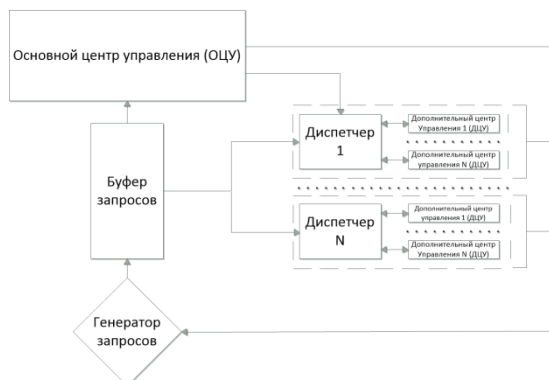 Основной центр управления (ОЦУ)
Диспетчер
1
Дополнительный центр
Управления 1 (ДЦУ)
Дополнительный центр
управления N (ДЦУ)
Буфер
запросов
Диспетчер
N
Дополнительный центр
управления 1 (ДЦУ)
Дополнительный центр
Управления N (ДЦУ)
Генератор
запросов